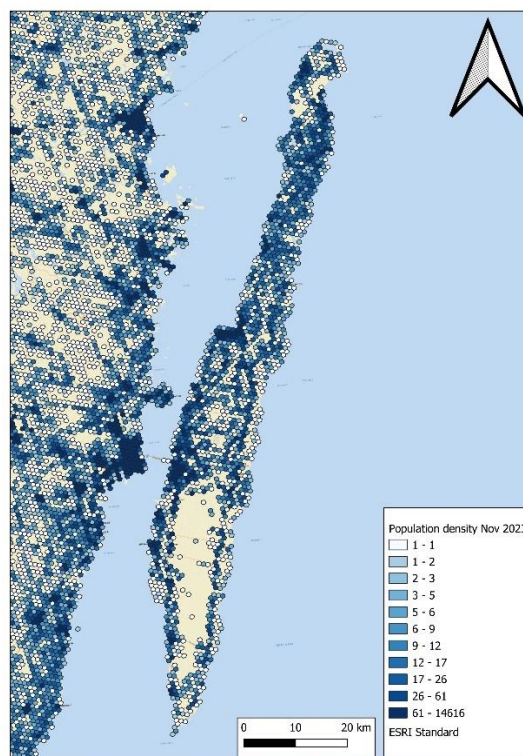 Population density Nov 2023
1 - 1
1 - 2
2 - 3
3 - 5
5 - 6
6 - 9
9 - 12
12 - 17
17 - 26
26 - 61
61 - 14616
ESRI Standard
0 10 20 km